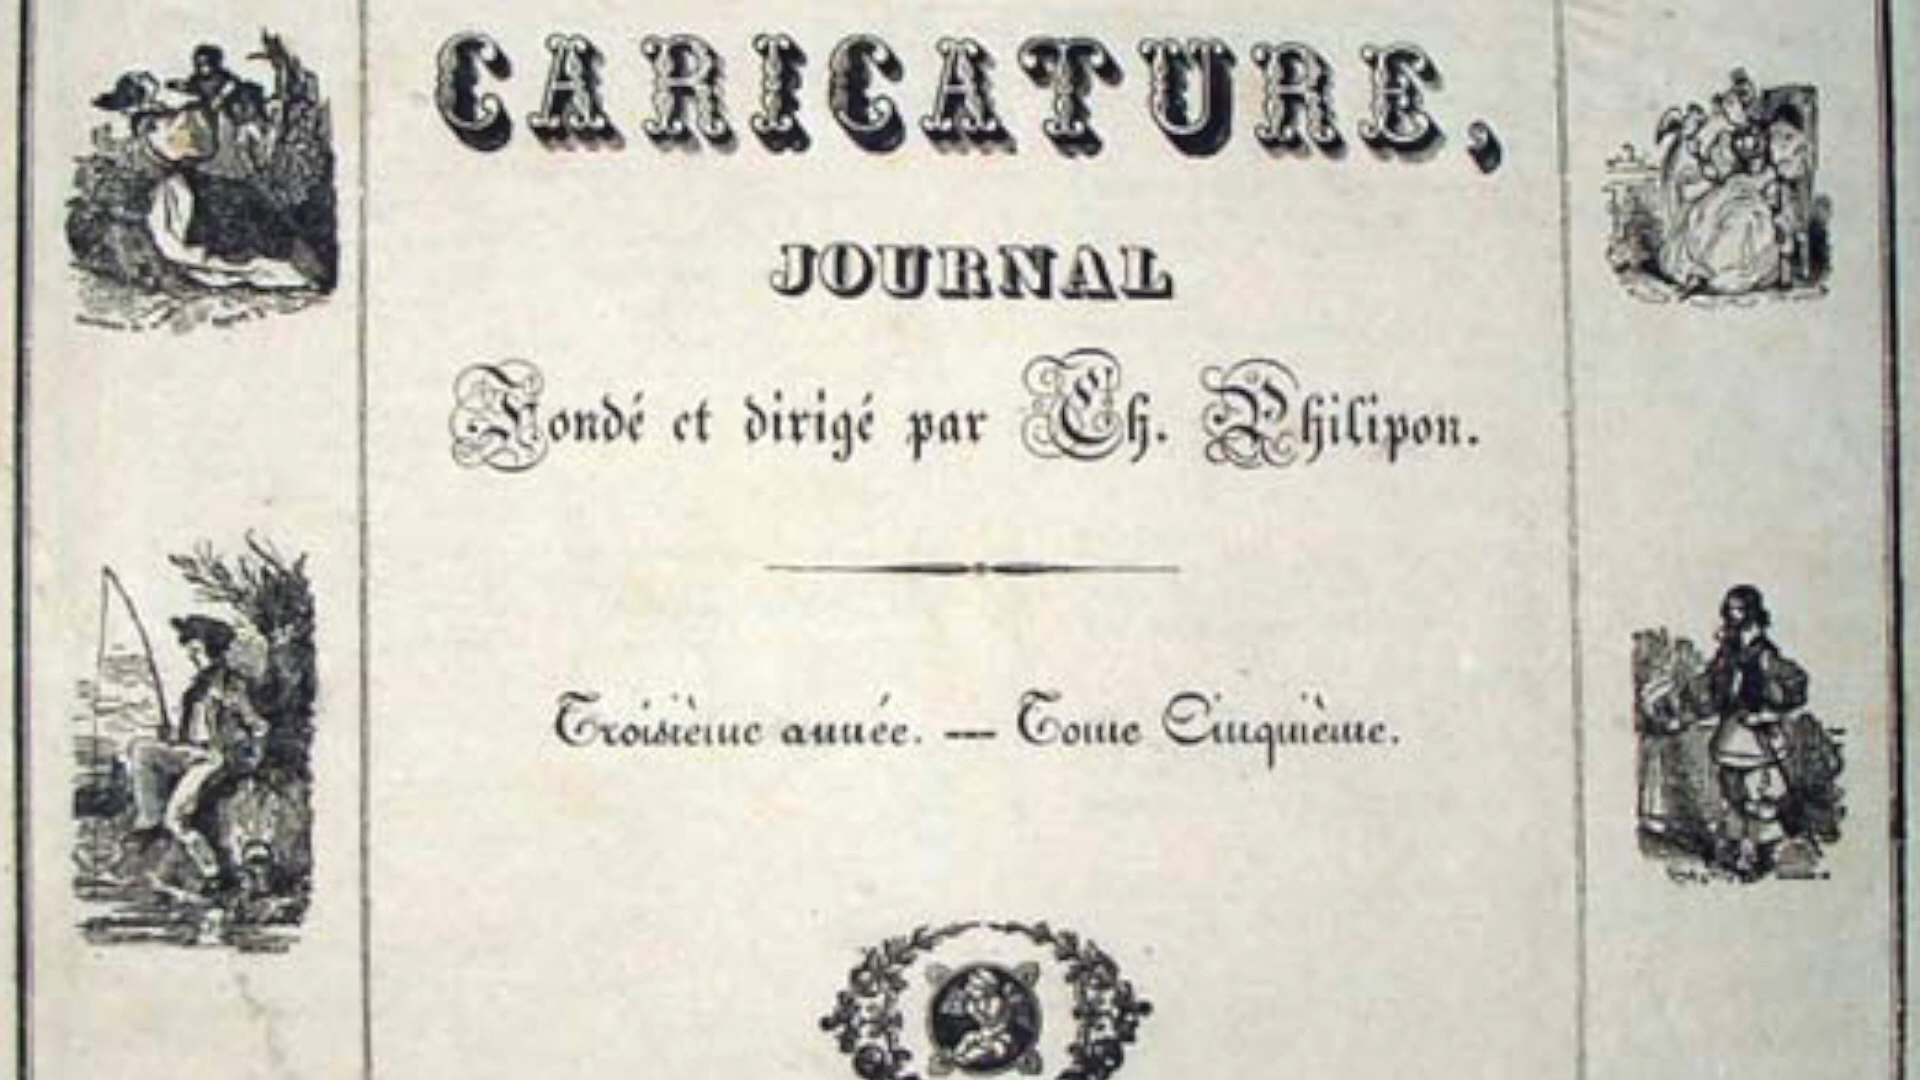 CARICATURE,
JOURNAL
Fondé et dirigé par Ch. Philipon.
Troisième année. — Tome Cinquième.